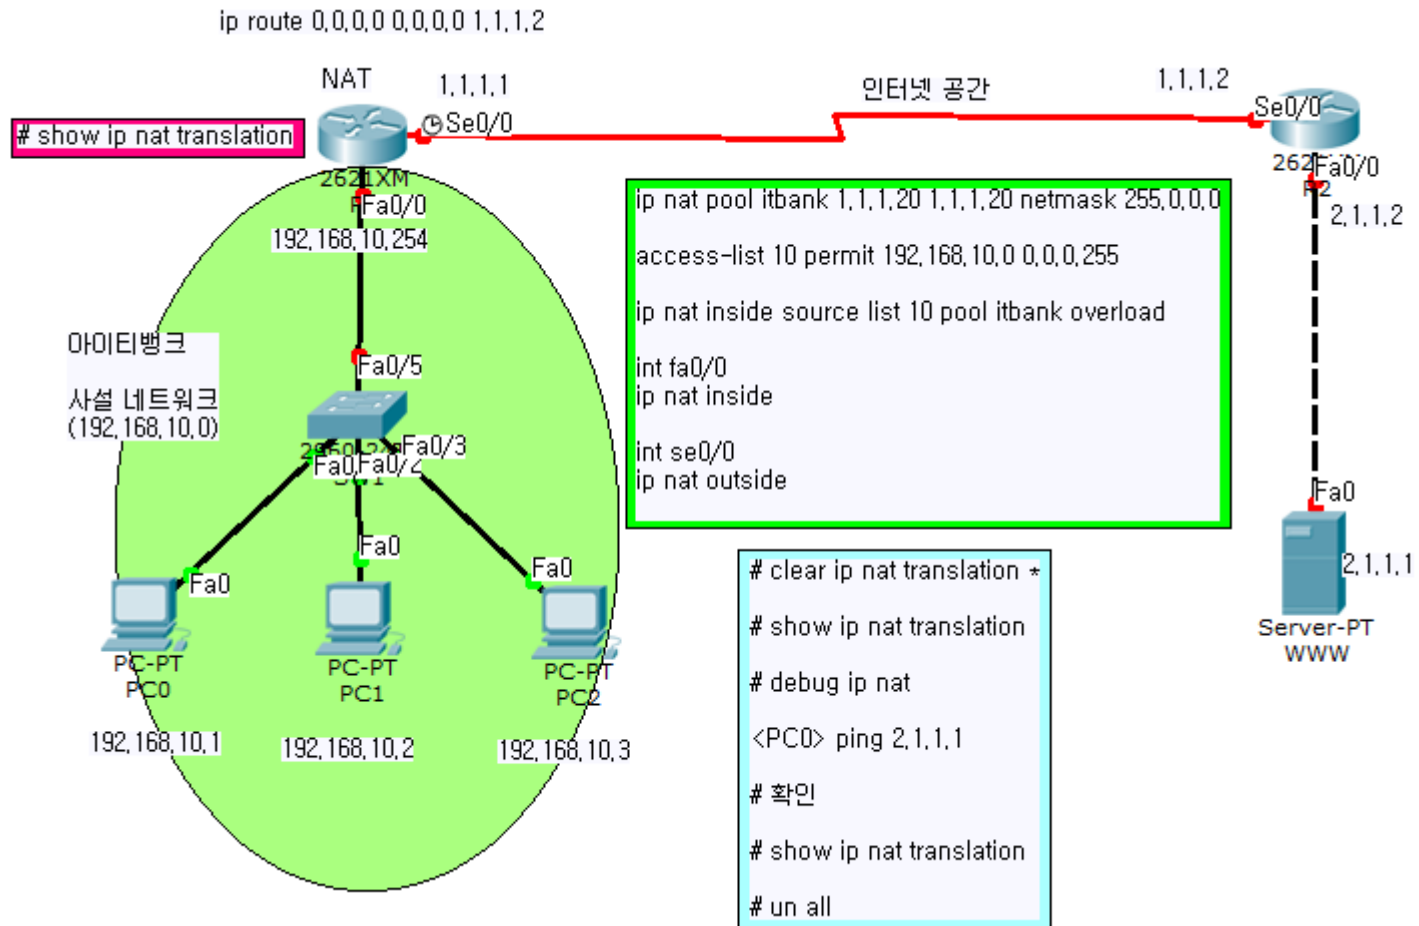 ip route 0,0,0,0 0,0,0,0 1,1,1,2
NAT
1,1,1,1
인터넷 공간
1,1,1,2
# show ip nat translation
Se0/0
Se0/0
2621XM
Fa0/0
Fa0/0
2,1,1,2
192,168,10,254
ip nat pool itbank 1,1,1,20 1,1,1,20 netmask 255,0,0,0
access-list 10 permit 192,168,10,0 0,0,0,255
ip nat inside source list 10 pool itbank overload
int fa0/0
ip nat inside
int se0/0
ip nat outside
아이티뱅크
사설 네트워크
(192,168,10,0)
Fa0/5
Fa0/3
Fa0/2
Fa0
Fa0
Fa0
Fa0
PC-PT
PC0
PC-PT
PC1
PC-PT
PC2
192,168,10,1
192,168,10,2
192,168,10,3
2,1,1,1
Server-PT
WWW
# clear ip nat translation *
# show ip nat translation
# debug ip nat
<PC0> ping 2,1,1,1
# 확인
# show ip nat translation
# un all